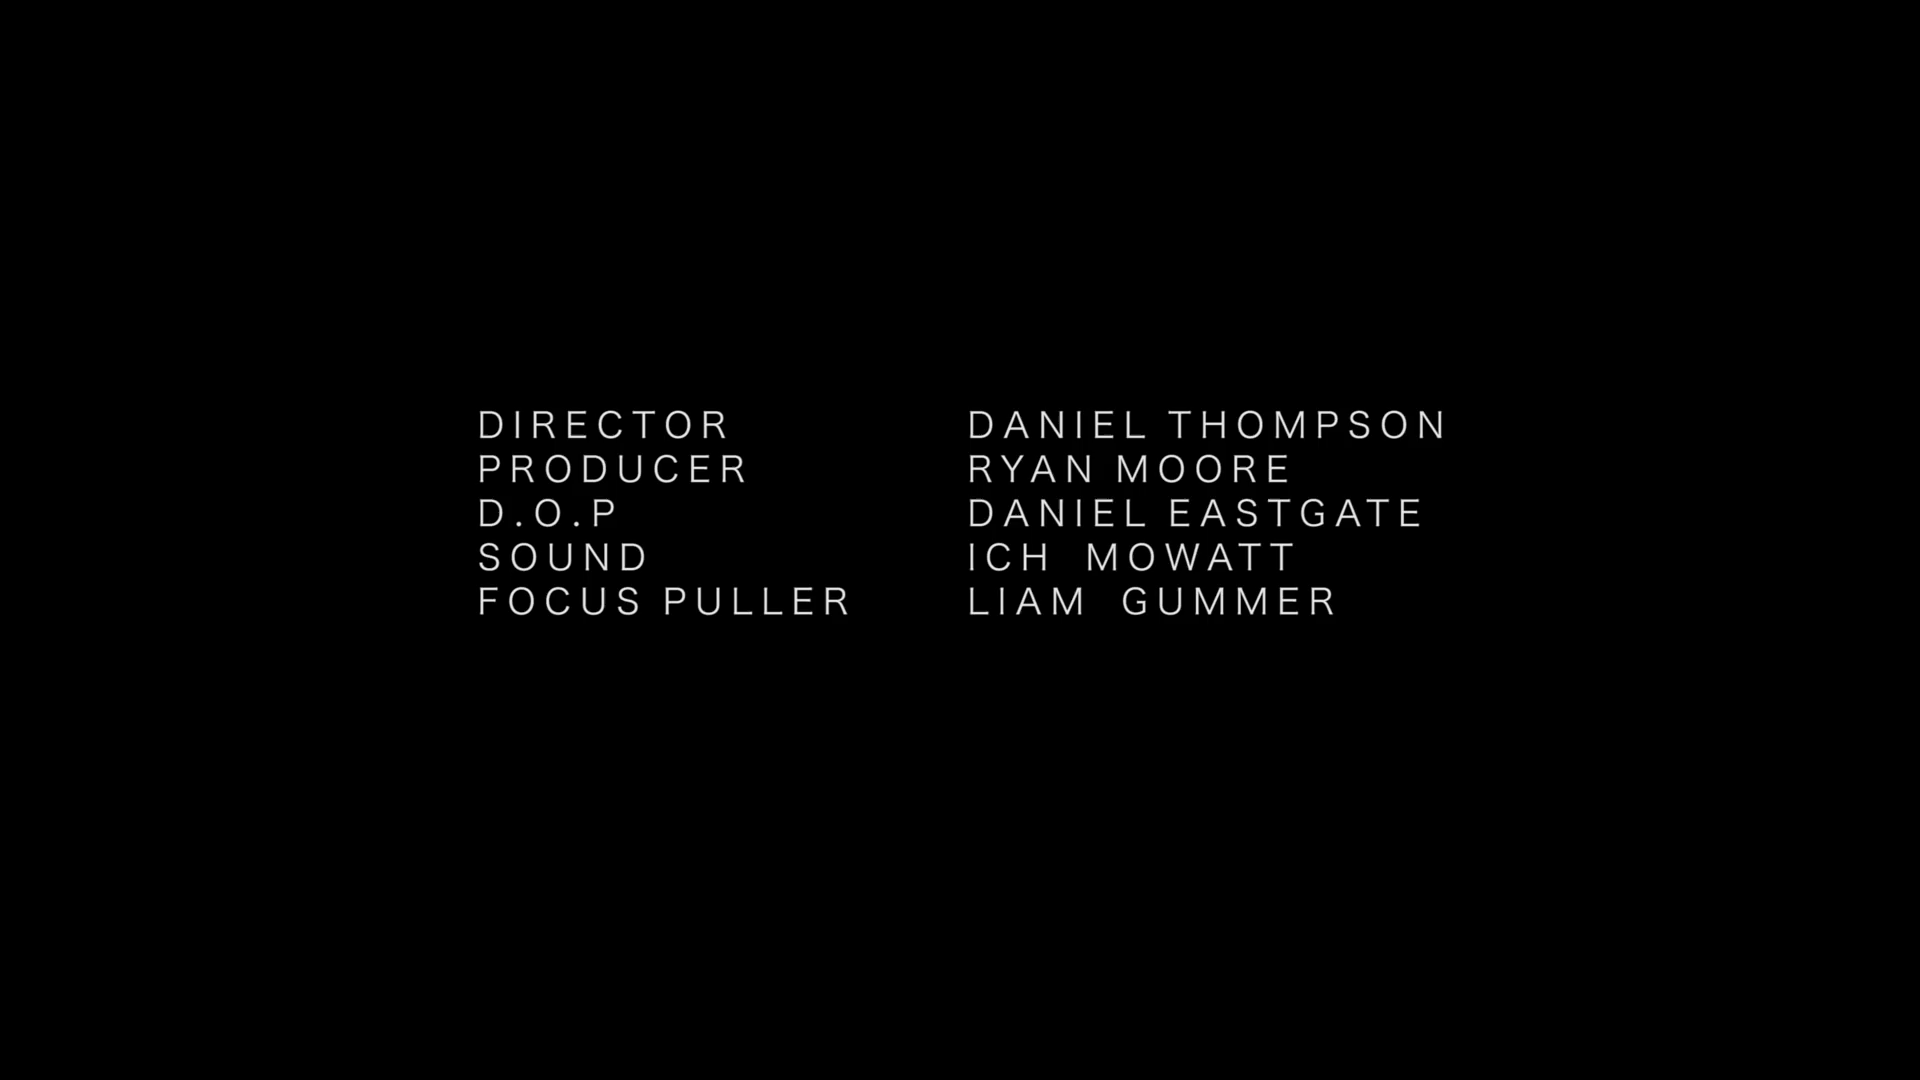 DIRECTOR DANIEL THOMPSON
PRODUCER RYAN MOORE
D.O.P DANIEL EASTGATE
SOUND ICH MOWATT
FOCUS PULLER LIAM GUMMER